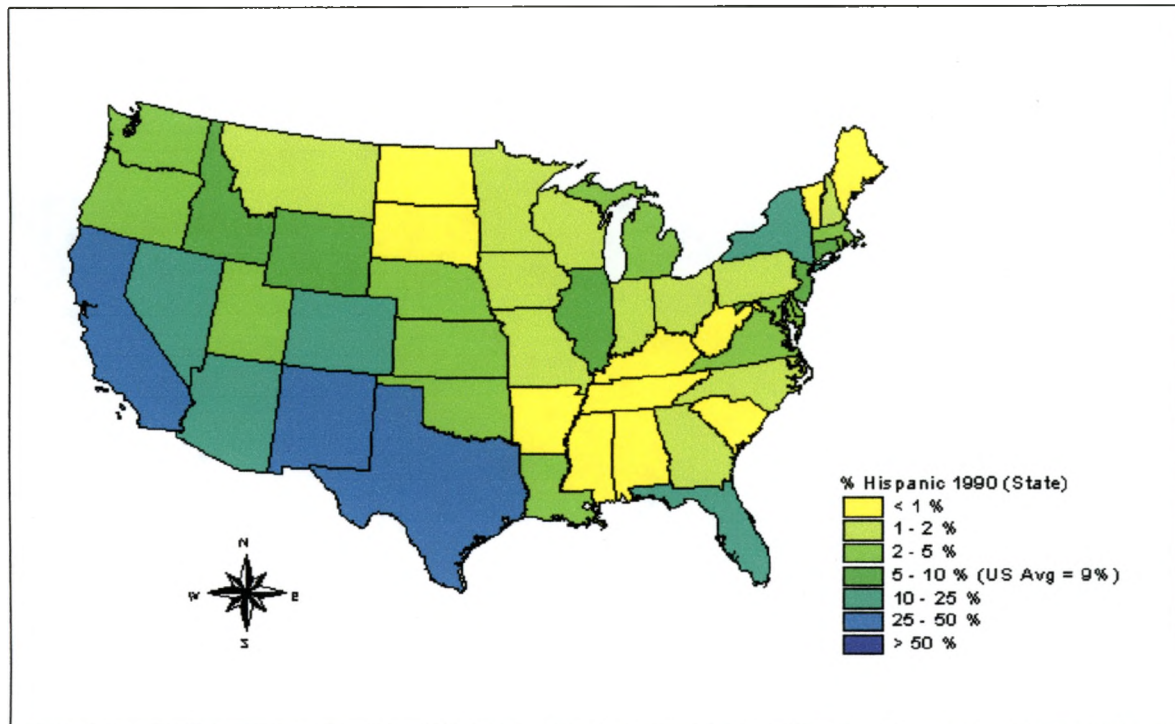 % Hispanic 1990 (State)
< 1 %
1 - 2 %
2 - 5 %
5 - 10 % (US Avg = 9%)
10 - 25 %
25 - 50 %
> 50 %
N
W E
S